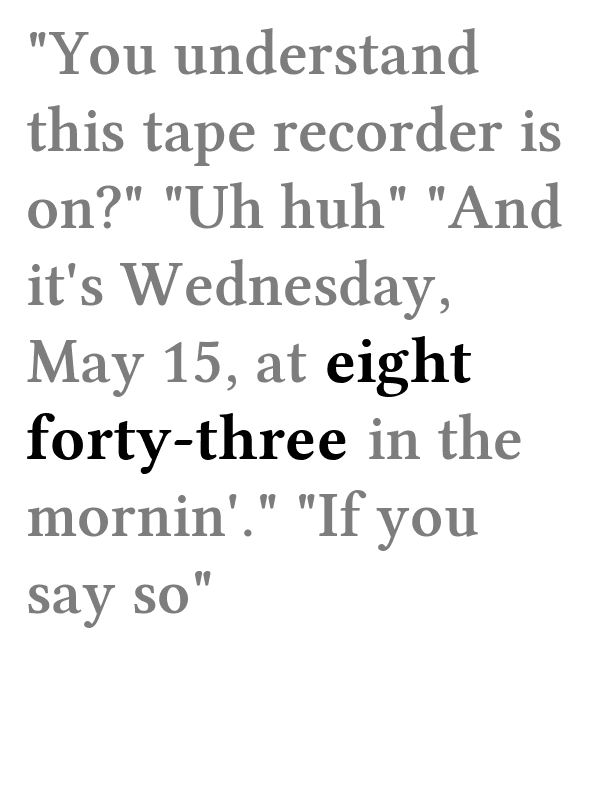 "You understand
this tape recorder is
on?" "Uh huh" "And
it's Wednesday,
May 15, at eight
forty-three in the
mornin'." "If you
say so"